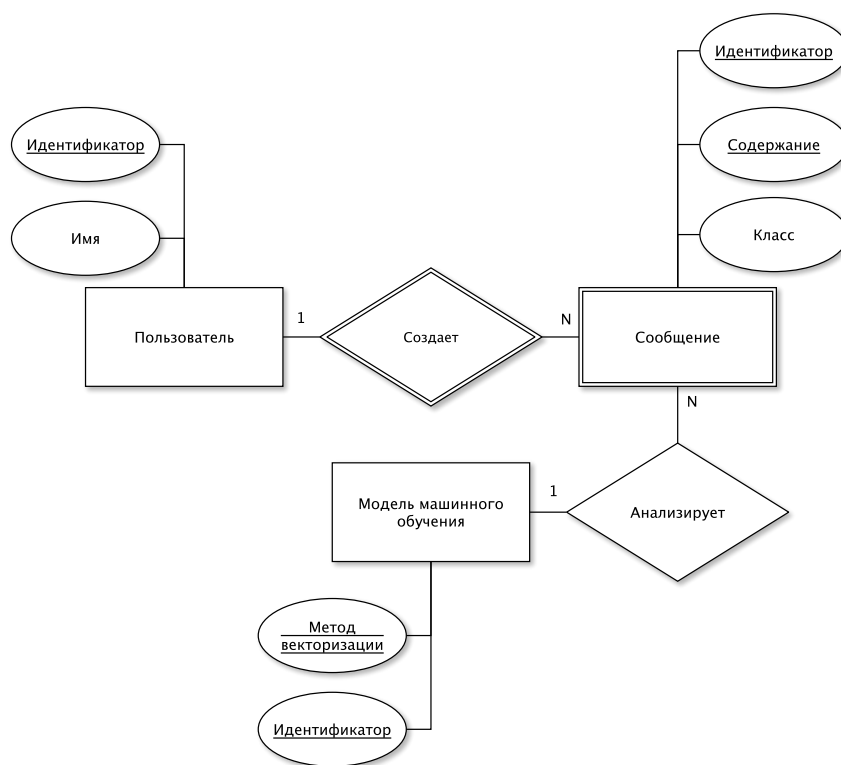 Идентификатор
Содержание
Класс
Идентификатор
Имя
Пользователь
1
Создает
N
Сообщение
N
Модель машинного
обучения
1
Анализирует
Метод
векторизации
Идентификатор